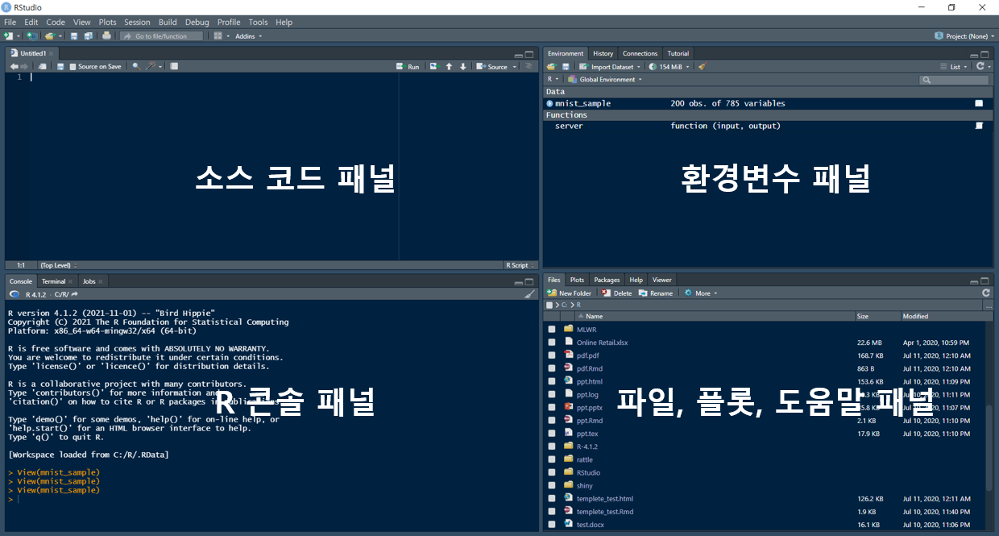 RStudio
File Edit Code View Plots Session Build Debug Profile Tools Help
Go to file/function Addins Project: (None)
Untitled1
Source on Save Run Source
1
소스 코드 패널
1:1 (Top Level) R Script
Environment History Connections Tutorial
Import Dataset 154 MiB List
R Global Environment
Data
mnist_sample 200 obs. of 785 variables
Functions
server function (input, output)
환경변수 패널
Console Terminal Jobs
R 4.1.2 · C:/R/
R version 4.1.2 (2021-11-01) -- "Bird Hippie"
Copyright (C) 2021 The R Foundation for Statistical Computing
Platform: x86_64-w64-mingw32/x64 (64-bit)
R is free software and comes with ABSOLUTELY NO WARRANTY.
You are welcome to redistribute it under certain conditions.
Type 'license()' or 'licence()' for distribution details.
R is a collaborative project with many contributors.
Type 'contributors()' for more information and
'citation()' on how to cite R or R packages in publications.
R 콘솔 패널
Type 'demo()' for some demos, 'help()' for on-line help, or
'help.start()' for an HTML browser interface to help.
Type 'q()' to quit R.
[Workspace loaded from C:/R/.RData]
> View(mnist_sample)
> View(mnist_sample)
> View(mnist_sample)
>
Files Plots Packages Help Viewer
New Folder Delete Rename More
C: R ...
Name Size Modified
MLWR
Online Retail.xlsx 22.6 MB Apr 1, 2020, 10:59 PM
pdf.pdf 168.7 KB Jul 11, 2020, 12:10 AM
pdf.Rmd 863 B Jul 11, 2020, 12:10 AM
ppt.html 153.6 KB Jul 10, 2020, 11:09 PM
ppt.log Jul 10, 2020, 11:11 PM
파일, 플롯, 도움말 패널
ppt.pptx Jul 10, 2020, 11:07 PM
ppt.Rmd 2.1 KB Jul 10, 2020, 11:10 PM
ppt.tex 17.9 KB Jul 10, 2020, 11:10 PM
R-4.1.2
rattle
RStudio
shiny
templete_test.html 126.2 KB Jul 11, 2020, 12:11 AM
templete_test.Rmd 1.9 KB Jul 10, 2020, 11:40 PM
test.docx 16.1 KB Jul 10, 2020, 11:06 PM